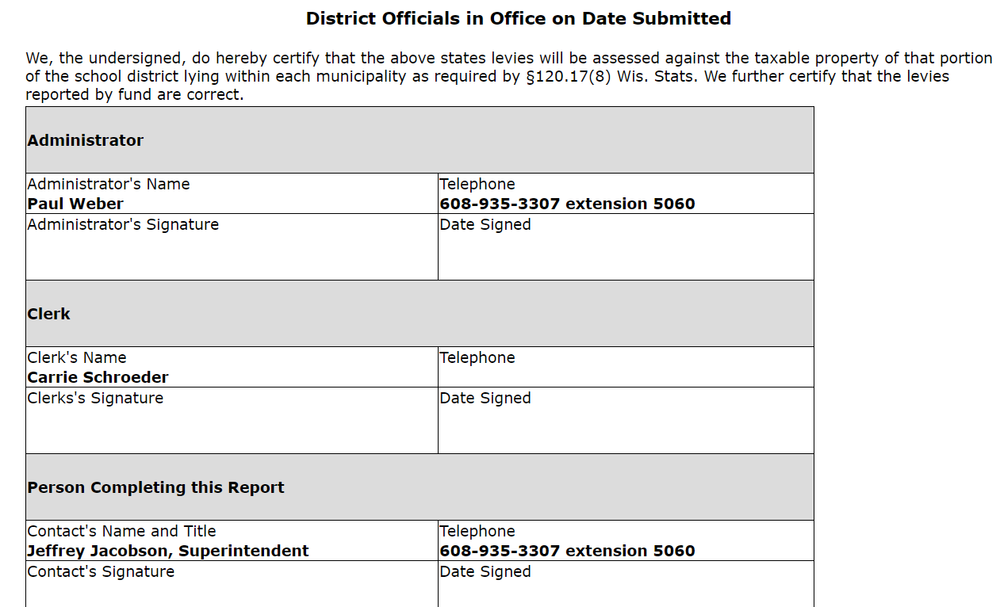 District Officials in Office on Date Submitted
We, the undersigned, do hereby certify that the above states levies will be assessed against the taxable property of that portion
of the school district lying within each municipality as required by §120.17(8) Wis. Stats. We further certify that the levies
reported by fund are correct.
Administrator
Administrator's Name
Telephone
Paul Weber
608-935-3307 extension 5060
Administrator's Signature
Date Signed
Clerk
Clerk's Name
Telephone
Carrie Schroeder
Clerks's Signature
Date Signed
Person Completing this Report
Contact's Name and Title
Telephone
Jeffrey Jacobson, Superintendent
608-935-3307 extension 5060
Contact's Signature
Date Signed